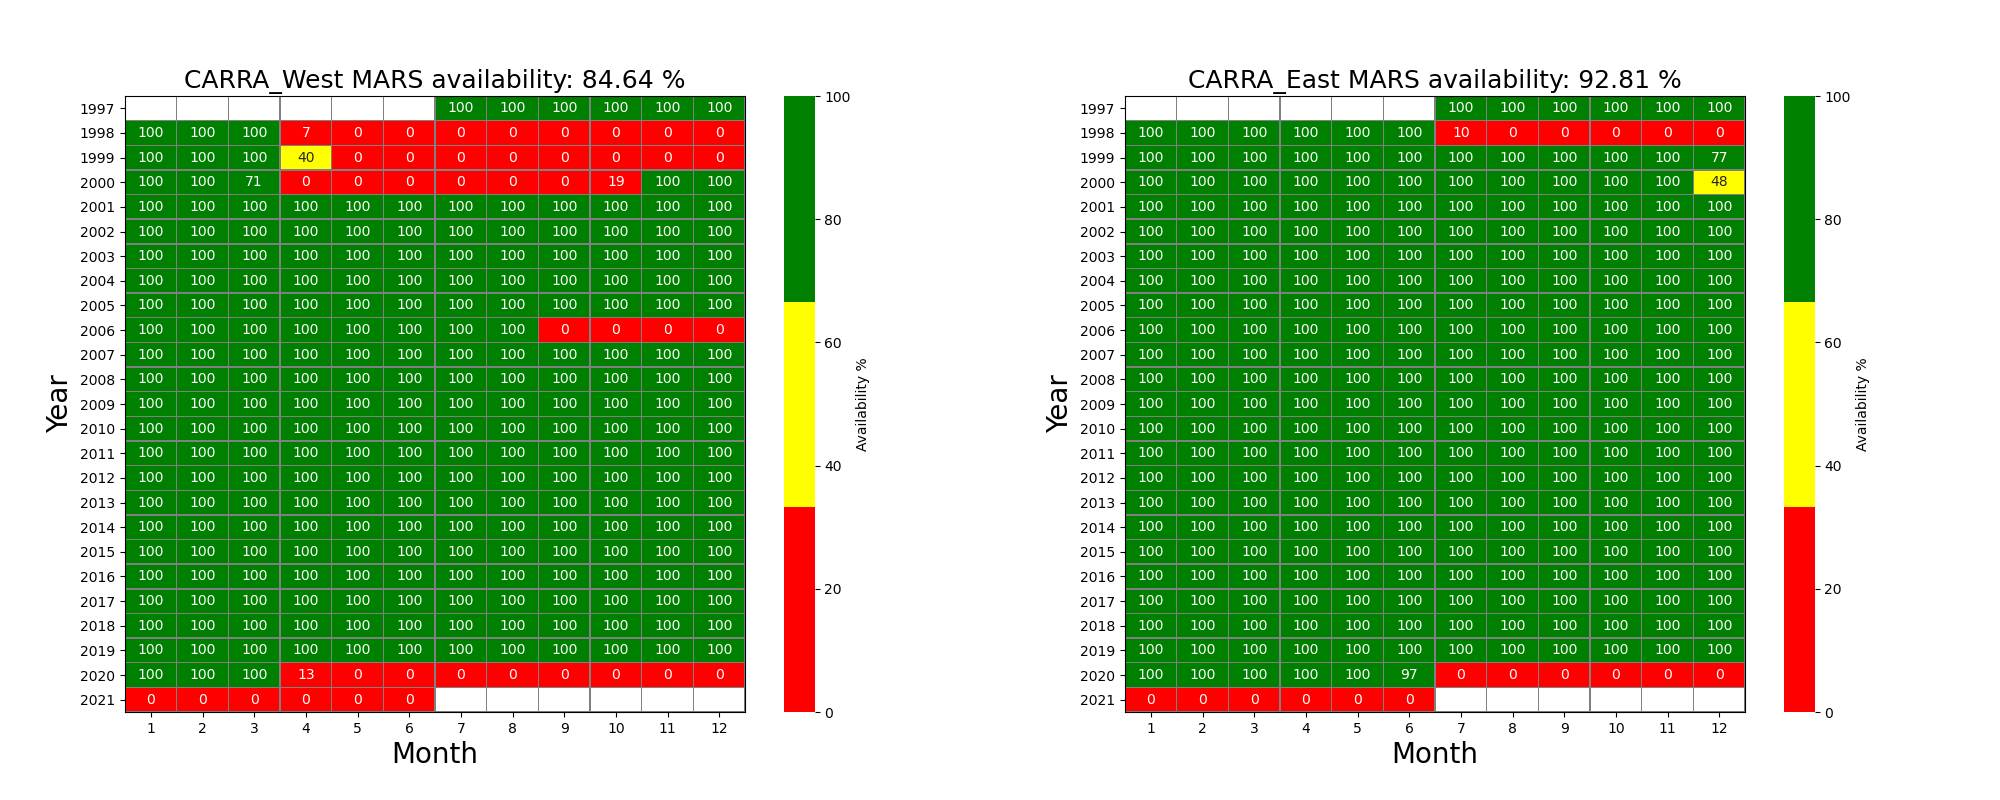 CARRA_West MARS availability: 84.64 %
Year
1997 100 100 100 100 100 100
1998 100 100 100 7 0 0 0 0 0 0 0 0
1999 100 100 100 40 0 0 0 0 0 0 0 0
2000 100 100 71 0 0 0 0 0 0 19 100 100
2001 100 100 100 100 100 100 100 100 100 100 100 100
2002 100 100 100 100 100 100 100 100 100 100 100 100
2003 100 100 100 100 100 100 100 100 100 100 100 100
2004 100 100 100 100 100 100 100 100 100 100 100 100
2005 100 100 100 100 100 100 100 100 100 100 100 100
2006 100 100 100 100 100 100 100 100 0 0 0 0
2007 100 100 100 100 100 100 100 100 100 100 100 100
2008 100 100 100 100 100 100 100 100 100 100 100 100
2009 100 100 100 100 100 100 100 100 100 100 100 100
2010 100 100 100 100 100 100 100 100 100 100 100 100
2011 100 100 100 100 100 100 100 100 100 100 100 100
2012 100 100 100 100 100 100 100 100 100 100 100 100
2013 100 100 100 100 100 100 100 100 100 100 100 100
2014 100 100 100 100 100 100 100 100 100 100 100 100
2015 100 100 100 100 100 100 100 100 100 100 100 100
2016 100 100 100 100 100 100 100 100 100 100 100 100
2017 100 100 100 100 100 100 100 100 100 100 100 100
2018 100 100 100 100 100 100 100 100 100 100 100 100
2019 100 100 100 100 100 100 100 100 100 100 100 100
2020 100 100 100 13 0 0 0 0 0 0 0 0
2021 0 0 0 0 0 0
1 2 3 4 5 6 7 8 9 10 11 12
Month
100
80
60
40
20
0
Availability %
CARRA_East MARS availability: 92.81 %
Year
1997 100 100 100 100 100 100
1998 100 100 100 100 100 100 10 0 0 0 0 0
1999 100 100 100 100 100 100 100 100 100 100 100 77
2000 100 100 100 100 100 100 100 100 100 100 100 48
2001 100 100 100 100 100 100 100 100 100 100 100 100
2002 100 100 100 100 100 100 100 100 100 100 100 100
2003 100 100 100 100 100 100 100 100 100 100 100 100
2004 100 100 100 100 100 100 100 100 100 100 100 100
2005 100 100 100 100 100 100 100 100 100 100 100 100
2006 100 100 100 100 100 100 100 100 100 100 100 100
2007 100 100 100 100 100 100 100 100 100 100 100 100
2008 100 100 100 100 100 100 100 100 100 100 100 100
2009 100 100 100 100 100 100 100 100 100 100 100 100
2010 100 100 100 100 100 100 100 100 100 100 100 100
2011 100 100 100 100 100 100 100 100 100 100 100 100
2012 100 100 100 100 100 100 100 100 100 100 100 100
2013 100 100 100 100 100 100 100 100 100 100 100 100
2014 100 100 100 100 100 100 100 100 100 100 100 100
2015 100 100 100 100 100 100 100 100 100 100 100 100
2016 100 100 100 100 100 100 100 100 100 100 100 100
2017 100 100 100 100 100 100 100 100 100 100 100 100
2018 100 100 100 100 100 100 100 100 100 100 100 100
2019 100 100 100 100 100 100 100 100 100 100 100 100
2020 100 100 100 100 100 97 0 0 0 0 0 0
2021 0 0 0 0 0 0
1 2 3 4 5 6 7 8 9 10 11 12
Month
100
80
60
40
20
0
Availability %